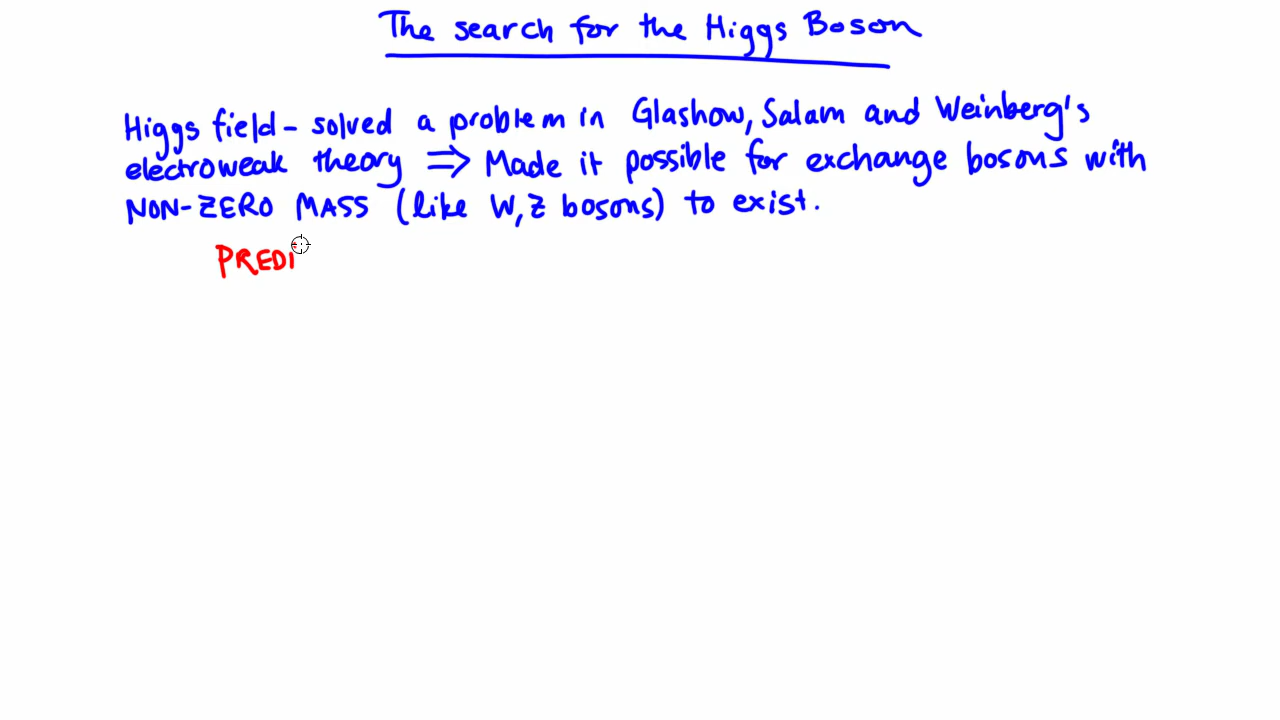 The search for the Higgs Boson
Higgs field - solved a problem in Glashow, Salam and Weinberg's
electroweak theory ⇒ Made it possible for exchange bosons with
NON-ZERO MASS (like W, Z bosons) to exist.
PREDI